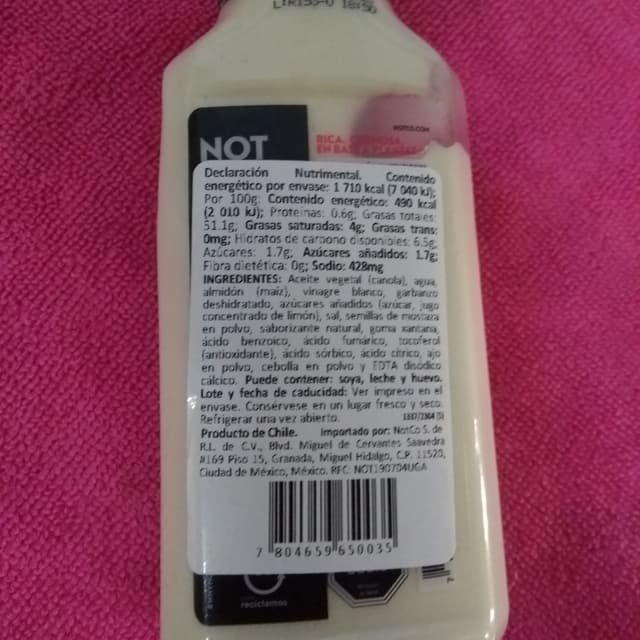 NOT
NOTCO.COM
RICA,
EN BA
Declaración Nutrimental. Contenido
energético por envase: 1 710 kcal (7 040 kJ);
Por 100g: Contenido energético: 490 kcal
(2 010 kJ); Proteínas: 0.6g; Grasas totales:
51.1g; Grasas saturadas: 4g; Grasas trans:
0mg; Hidratos de carbono disponibles: 6.5g;
Azúcares: 1.7g; Azúcares añadidos: 1.7g;
Fibra dietética: 0g; Sodio: 428mg
INGREDIENTES: Aceite vegetal (canola), agua,
almidón (maíz), vinagre blanco, garbanzo
deshidratado, azúcares añadidos (azúcar, jugo
concentrado de limón), sal, semillas de mostaza
en polvo, saborizante natural, goma xantana,
ácido benzoico, ácido fumárico, tocoferol
(antioxidante), ácido sórbico, ácido cítrico, ajo
en polvo, cebolla en polvo y EDTA disódico
cálcico. Puede contener: soya, leche y huevo.
Lote y fecha de caducidad: Ver impreso en el
envase. Consérvese en un lugar fresco y seco.
Refrigerar una vez abierto.
Producto de Chile. Importado por: NotCo S. de
R.L. de C.V., Blvd. Miguel de Cervantes Saavedra
#169 Piso 15, Granada, Miguel Hidalgo, C.P. 11520,
Ciudad de México, México. RFC: NOT190704UGA
7 804659 650035
reciclemos